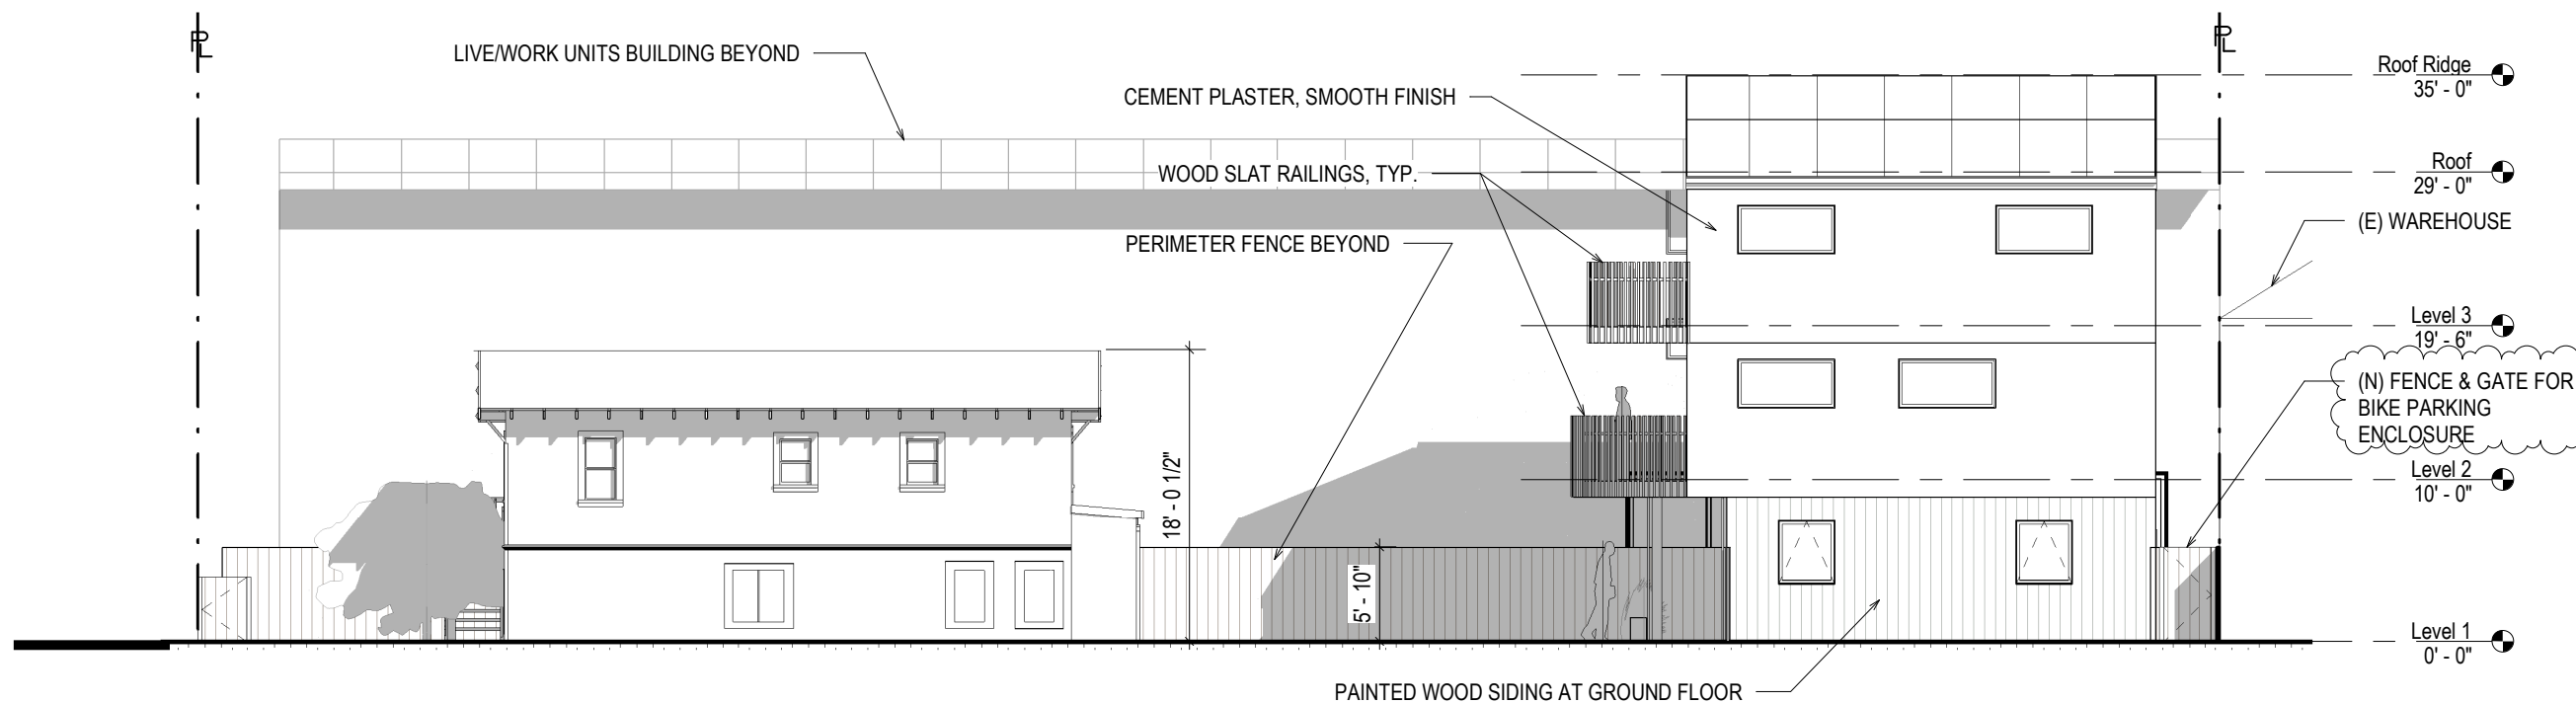 PL
PL
LIVE/WORK UNITS BUILDING BEYOND
CEMENT PLASTER, SMOOTH FINISH
WOOD SLAT RAILINGS, TYP.
PERIMETER FENCE BEYOND
Roof Ridge
35' - 0"
Roof
29' - 0"
(E) WAREHOUSE
Level 3
19' - 6"
(N) FENCE & GATE FOR
BIKE PARKING
ENCLOSURE
Level 2
10' - 0"
18' - 0 1/2"
5' - 10"
Level 1
0' - 0"
PAINTED WOOD SIDING AT GROUND FLOOR